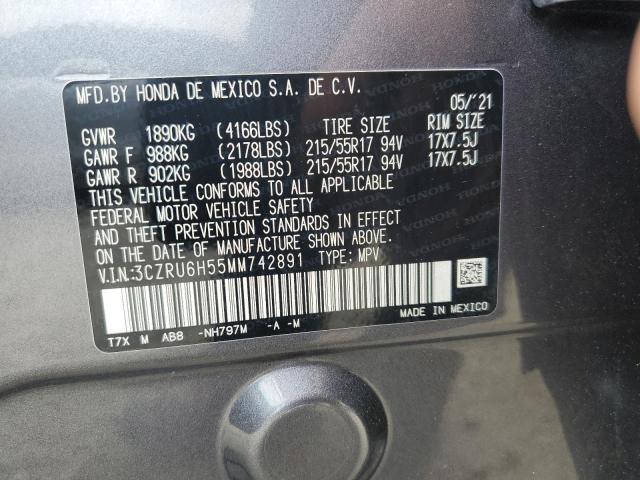 MFD.BY HONDA DE MEXICO S.A. DE C.V.
05/'21
GVWR 1890KG (4166LBS) TIRE SIZE RIM SIZE
GAWR F 988KG (2178LBS) 215/55R17 94V 17X7.5J
GAWR R 902KG (1988LBS) 215/55R17 94V 17X7.5J
THIS VEHICLE CONFORMS TO ALL APPLICABLE
FEDERAL MOTOR VEHICLE SAFETY
AND THEFT PREVENTION STANDARDS IN EFFECT
ON THE DATE OF MANUFACTURE SHOWN ABOVE.
V.I.N:3CZRU6H55MM742891 TYPE: MPV
T7X M AB8 -NH797M -A -M
MADE IN MEXICO